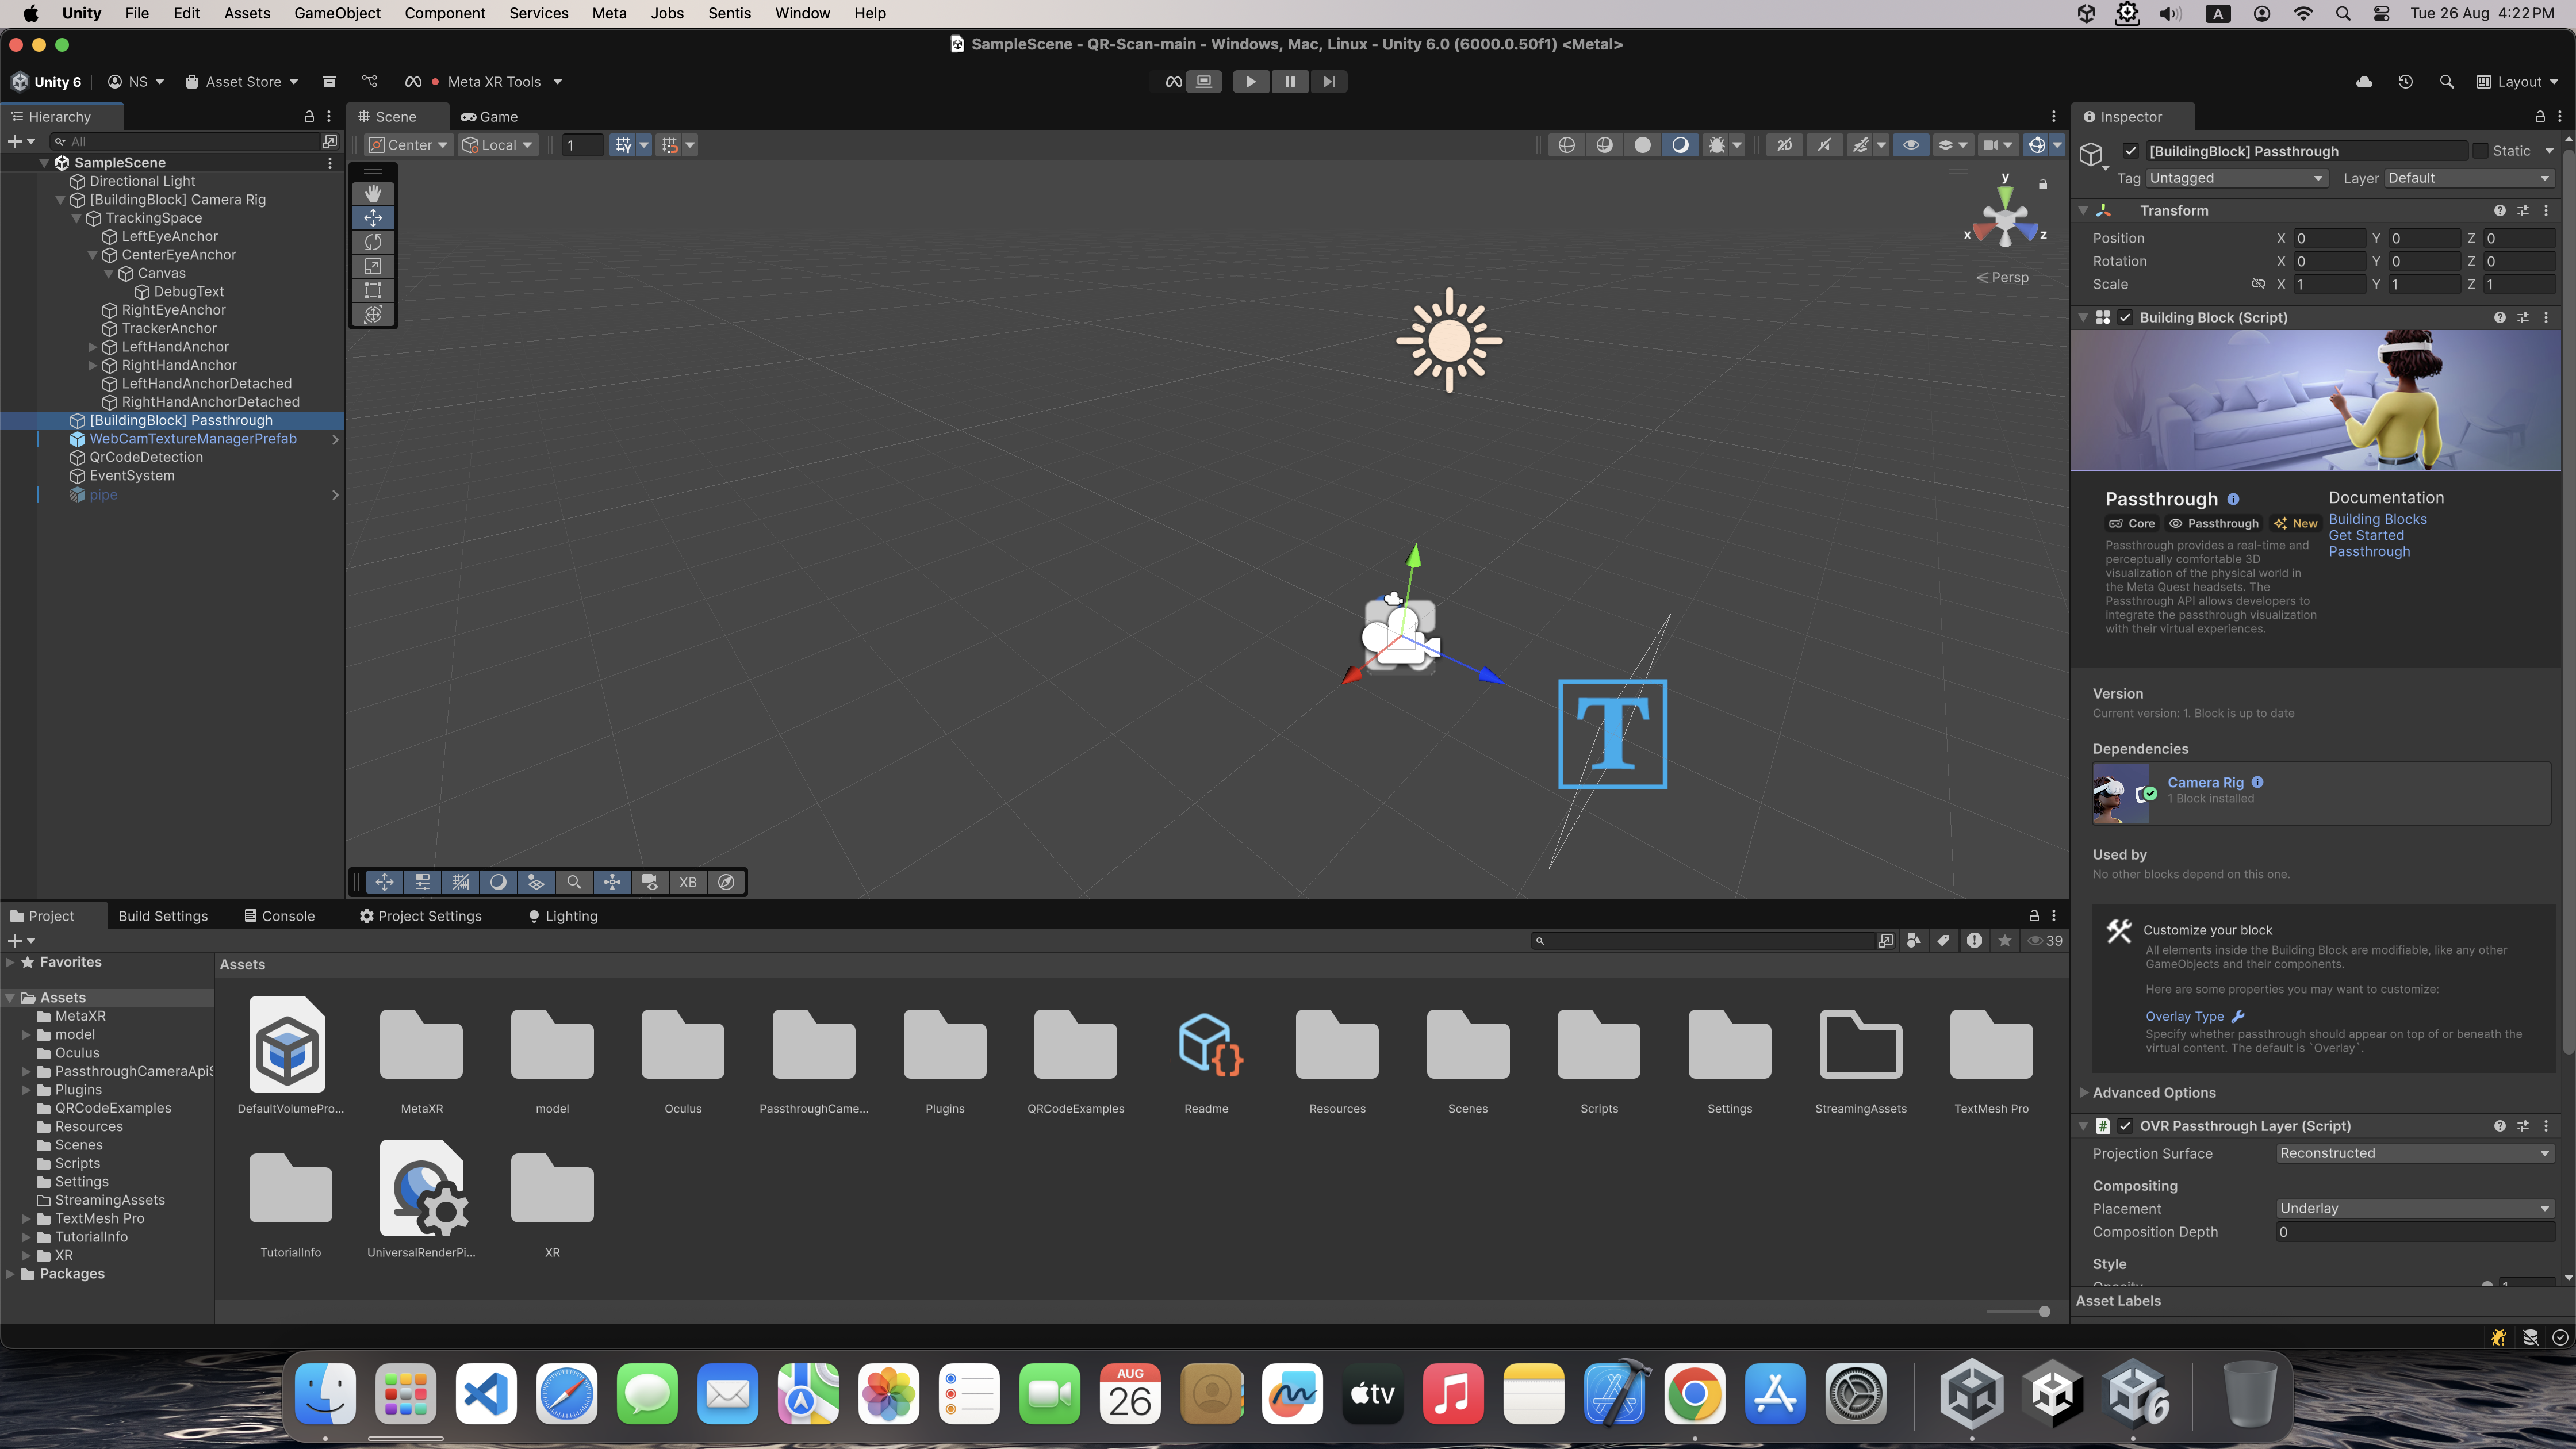 Unity File Edit Assets GameObject Component Services Meta Jobs Sentis Window Help
A
Tue 26 Aug 4:22 PM
SampleScene - QR-Scan-main - Windows, Mac, Linux - Unity 6.0 (6000.0.50f1) <Metal>
Unity 6 NS Asset Store Meta XR Tools Layout
Hierarchy
All
SampleScene
Directional Light
[BuildingBlock] Camera Rig
TrackingSpace
LeftEyeAnchor
CenterEyeAnchor
Canvas
DebugText
RightEyeAnchor
TrackerAnchor
LeftHandAnchor
RightHandAnchor
LeftHandAnchorDetached
RightHandAnchorDetached
[BuildingBlock] Passthrough
WebCamTextureManagerPrefab
QrCodeDetection
EventSystem
pipe
Scene Game
Center Local 1 2D
y
x z
Persp
T
XB
Inspector
[BuildingBlock] Passthrough Static
Tag Untagged Layer Default
Transform
Position X 0 Y 0 Z 0
Rotation X 0 Y 0 Z 0
Scale X 1 Y 1 Z 1
Building Block (Script)
Passthrough
Core Passthrough New
Passthrough provides a real-time and
perceptually comfortable 3D
visualization of the physical world in
the Meta Quest headsets. The
Passthrough API allows developers to
integrate the passthrough visualization
with their virtual experiences.
Documentation
Building Blocks
Get Started
Passthrough
Version
Current version: 1. Block is up to date
Dependencies
Camera Rig
1 Block installed
Used by
No other blocks depend on this one.
Customize your block
All elements inside the Building Block are modifiable, like any other
GameObjects and their components.
Here are some properties you may want to customize:
Overlay Type
Specify whether passthrough should appear on top of or beneath the
virtual content. The default is `Overlay`.
Advanced Options
OVR Passthrough Layer (Script)
Projection Surface Reconstructed
Compositing
Placement Underlay
Composition Depth 0
Style
Asset Labels
Project Build Settings Console Project Settings Lighting
39
Favorites
Assets
MetaXR
model
Oculus
PassthroughCameraApiS
Plugins
QRCodeExamples
Resources
Scenes
Scripts
Settings
StreamingAssets
TextMesh Pro
TutorialInfo
XR
Packages
Assets
DefaultVolumePro... MetaXR model Oculus PassthroughCame... Plugins QRCodeExamples Readme Resources Scenes Scripts Settings StreamingAssets TextMesh Pro
TutorialInfo UniversalRenderPi... XR
AUG
26
tv
6